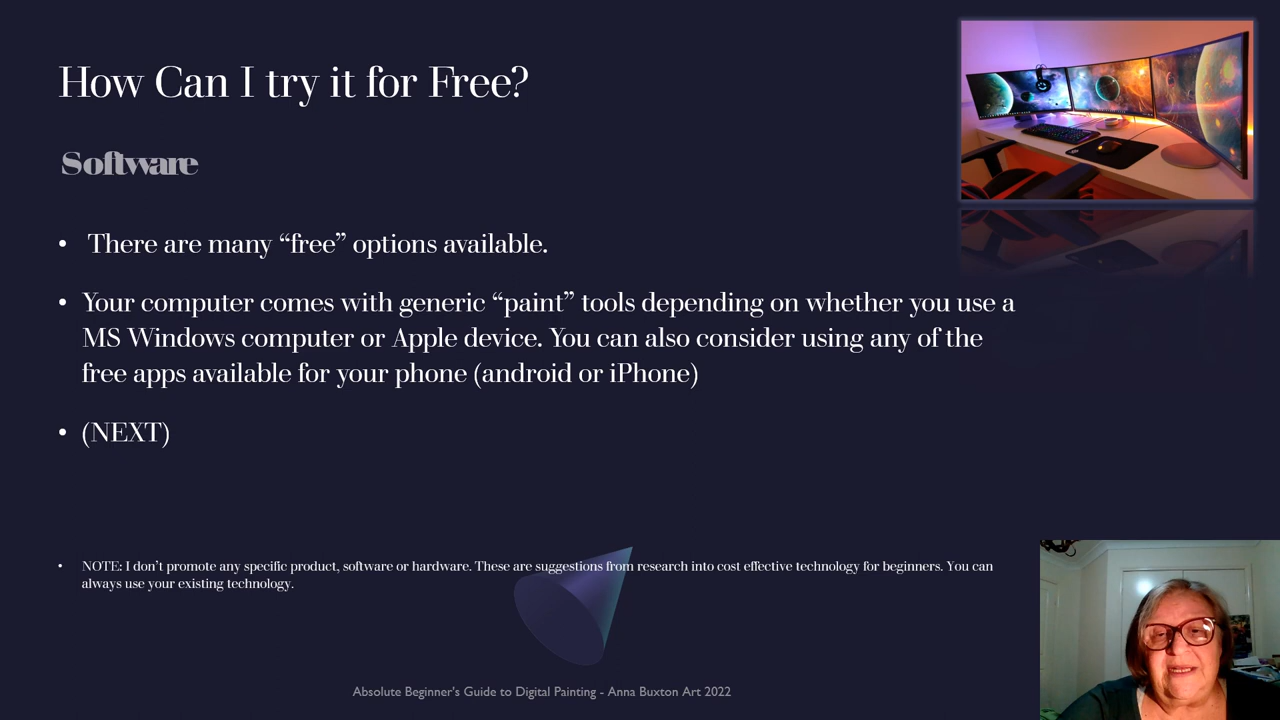 How Can I try it for Free?
Software
• There are many “free” options available.
• Your computer comes with generic “paint” tools depending on whether you use a
MS Windows computer or Apple device. You can also consider using any of the
free apps available for your phone (android or iPhone)
• (NEXT)
• NOTE: I don’t promote any specific product, software or hardware. These are suggestions from research into cost effective technology for beginners. You can
always use your existing technology.
Absolute Beginner's Guide to Digital Painting - Anna Buxton Art 2022